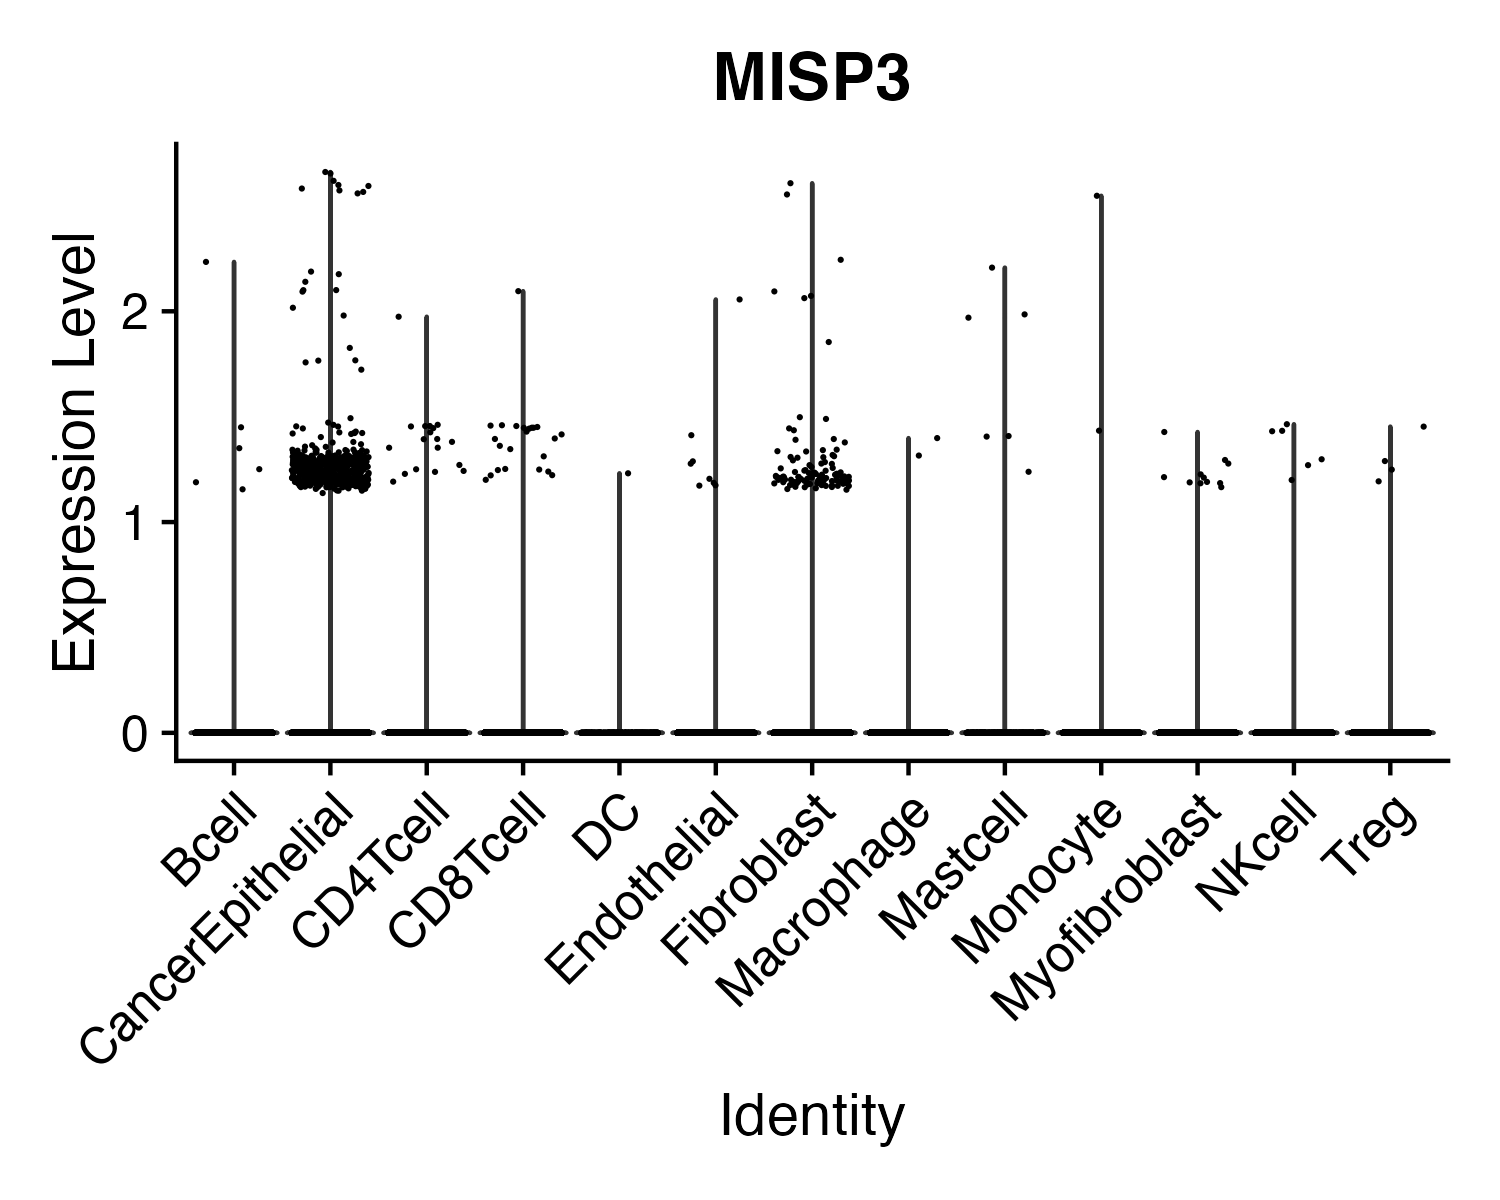 MISP3
Expression Level
2
1
0
Bcell
CancerEpithelial
CD4Tcell
CD8Tcell
DC
Endothelial
Fibroblast
Macrophage
Mastcell
Monocyte
Myofibroblast
NKcell
Treg
Identity